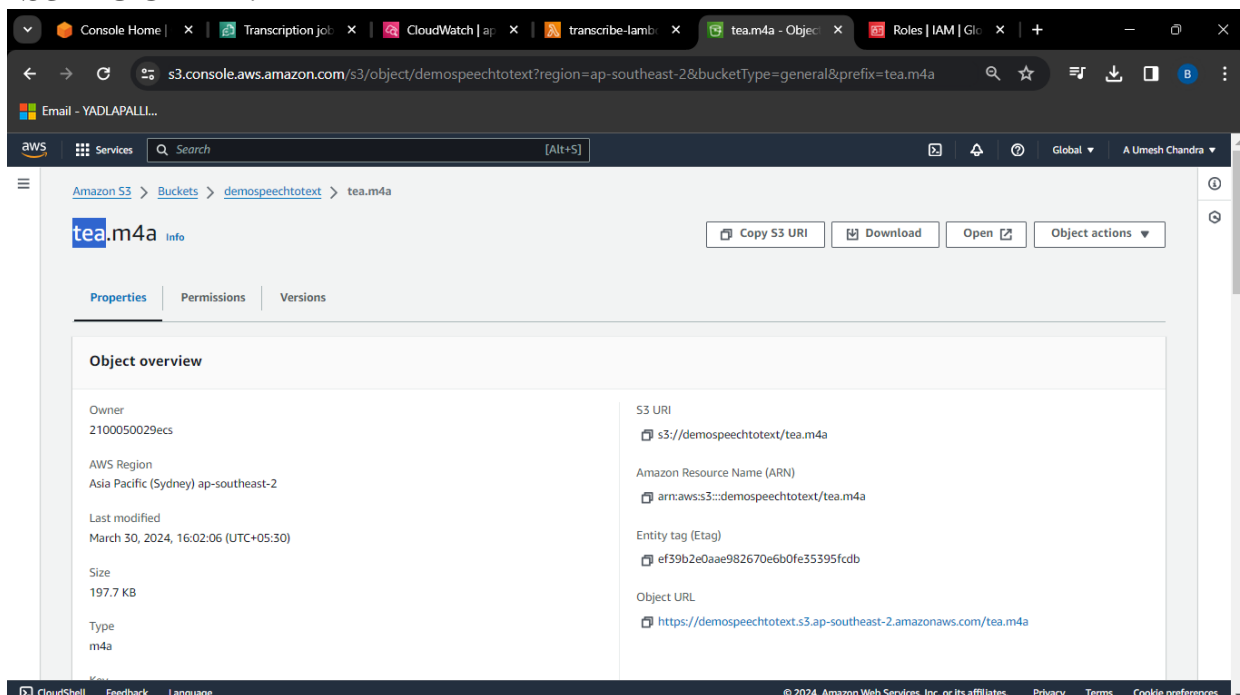 Console Home |
Transcription job
CloudWatch | ap
transcribe-lamb
tea.m4a - Object
Roles | IAM | Glo
s3.console.aws.amazon.com/s3/object/demospeechtotext?region=ap-southeast-2&bucketType=general&prefix=tea.m4a
B
Email - YADLAPALLI...
aws
Services
Search
[Alt+S]
Global
A Umesh Chandra
Amazon S3 > Buckets > demospeechtotext > tea.m4a
tea.m4a Info
Copy S3 URI
Download
Open
Object actions
Properties
Permissions
Versions
Object overview
Owner
2100050029ecs
AWS Region
Asia Pacific (Sydney) ap-southeast-2
Last modified
March 30, 2024, 16:02:06 (UTC+05:30)
Size
197.7 KB
Type
m4a
S3 URI
s3://demospeechtotext/tea.m4a
Amazon Resource Name (ARN)
arn:aws:s3:::demospeechtotext/tea.m4a
Entity tag (Etag)
ef39b2e0aae982670e6b0fe35395fcdb
Object URL
https://demospeechtotext.s3.ap-southeast-2.amazonaws.com/tea.m4a
CloudShell Feedback Language
© 2024, Amazon Web Services, Inc. or its affiliates. Privacy Terms Cookie preferences